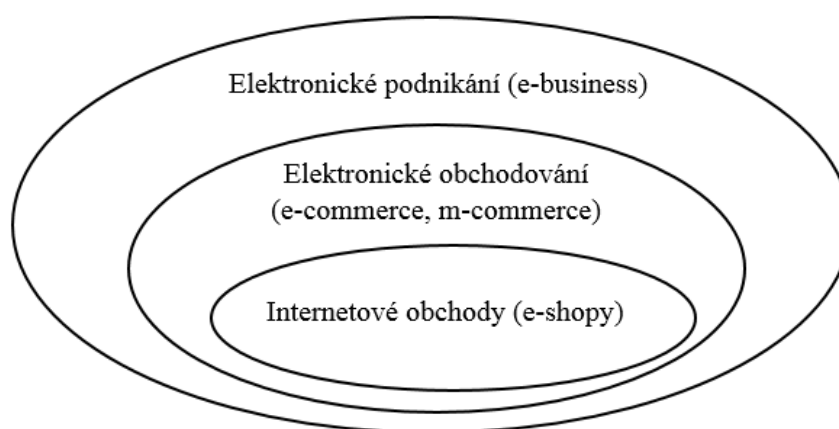 Elektronické podnikání (e-business)
Elektronické obchodování
(e-commerce, m-commerce)
Internetové obchody (e-shopy)